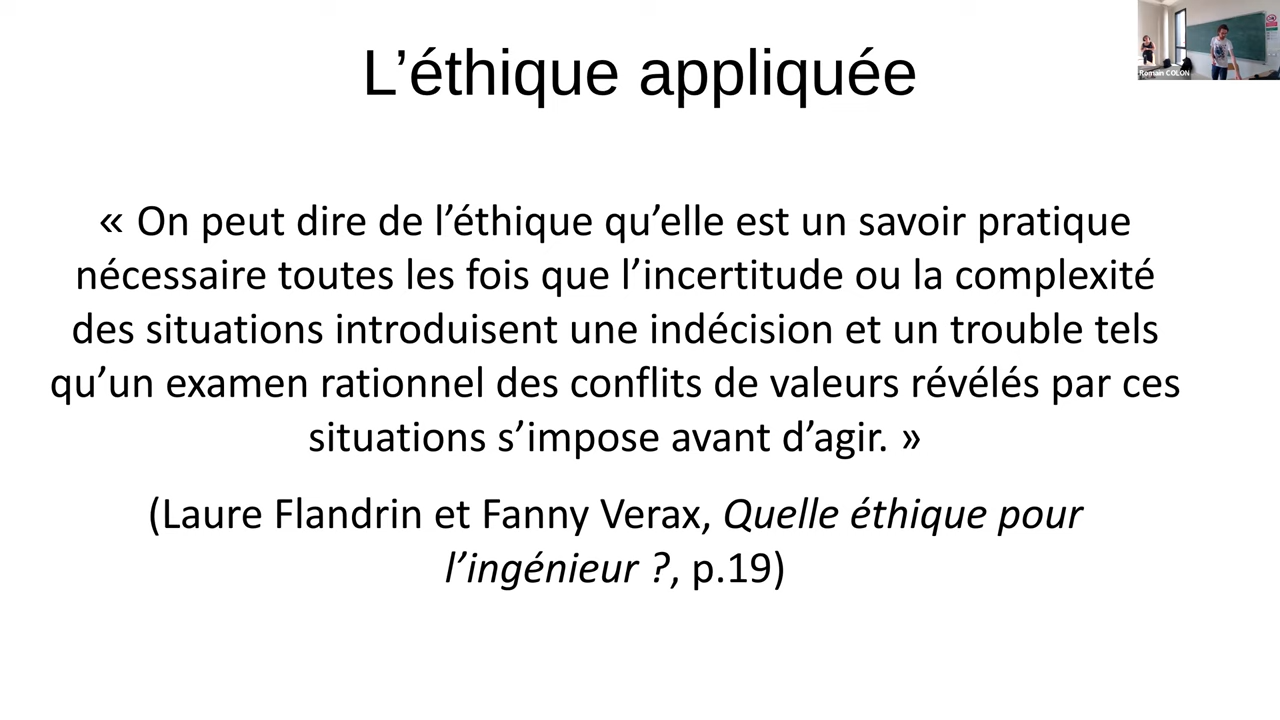 L’éthique appliquée
Romain COLON
« On peut dire de l’éthique qu’elle est un savoir pratique
nécessaire toutes les fois que l’incertitude ou la complexité
des situations introduisent une indécision et un trouble tels
qu’un examen rationnel des conflits de valeurs révélés par ces
situations s’impose avant d’agir. »
(Laure Flandrin et Fanny Verax, Quelle éthique pour
l’ingénieur ?, p.19)